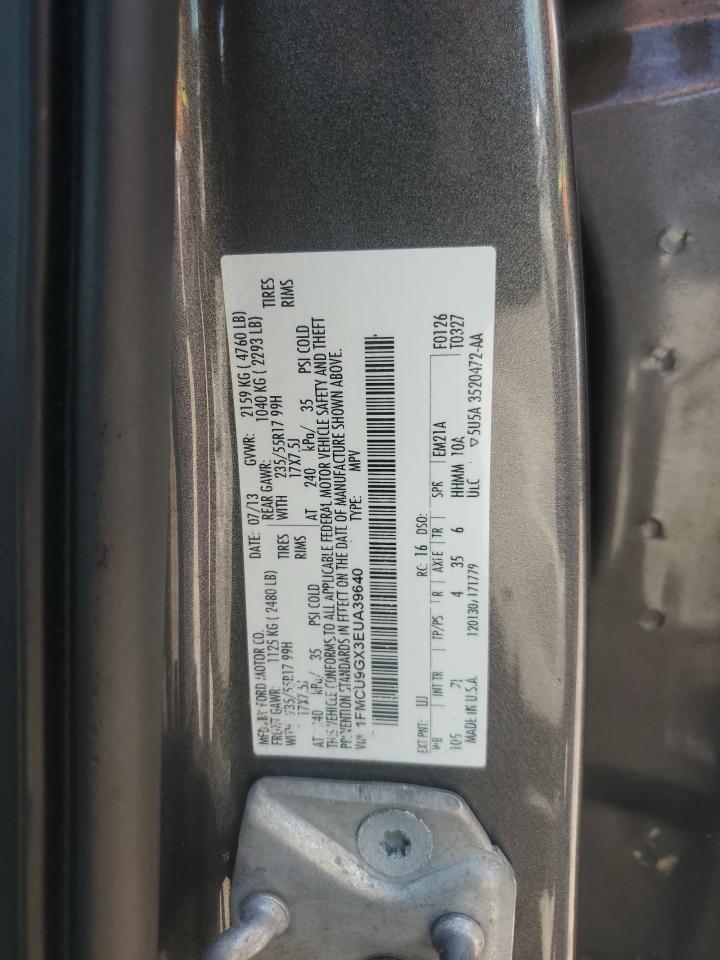 MFD. BY FORD MOTOR CO.
DATE: 07/13 GVWR: 2159 KG ( 4760 LB)
FRONT GAWR: 1125 KG ( 2480 LB)
REAR GAWR: 1040 KG ( 2293 LB)
WITH 235/55R17 99H TIRES
WITH 235/55R17 99H TIRES
17X7.5J RIMS
17X7.5J RIMS
AT 240 kPa/ 35 PSI COLD
AT 240 kPa/ 35 PSI COLD
THIS VEHICLE CONFORMS TO ALL APPLICABLE FEDERAL MOTOR VEHICLE SAFETY AND THEFT
PREVENTION STANDARDS IN EFFECT ON THE DATE OF MANUFACTURE SHOWN ABOVE.
VIN: 1FMCU9GX3EUA39640
TYPE: MPV
EXT PNT: UJ RC: 16 DSO: F0126
T0327
WB INT TR TP/PS R AXLE TR SPR EM21A
105 21 4 35 6 HHMM 10A
MADE IN U.S.A. 120130 171779 ULC ▽5U5A 3520472-AA